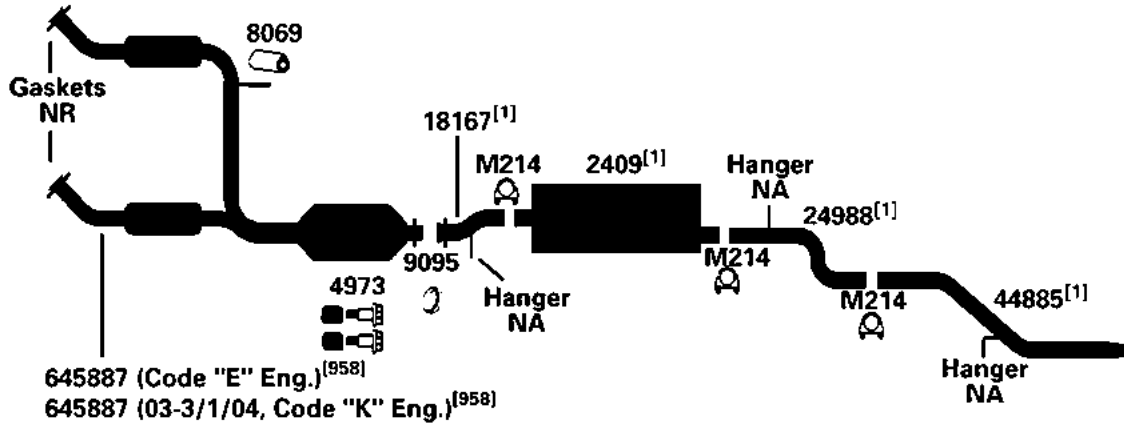 8069
Gaskets
NR
18167[1]
M214
2409[1]
Hanger
NA
24988[1]
9095
M214
4973
Hanger
NA
M214
44885[1]
Hanger
NA
645887 (Code "E" Eng.)[958]
645887 (03-3/1/04, Code "K" Eng.)[958]